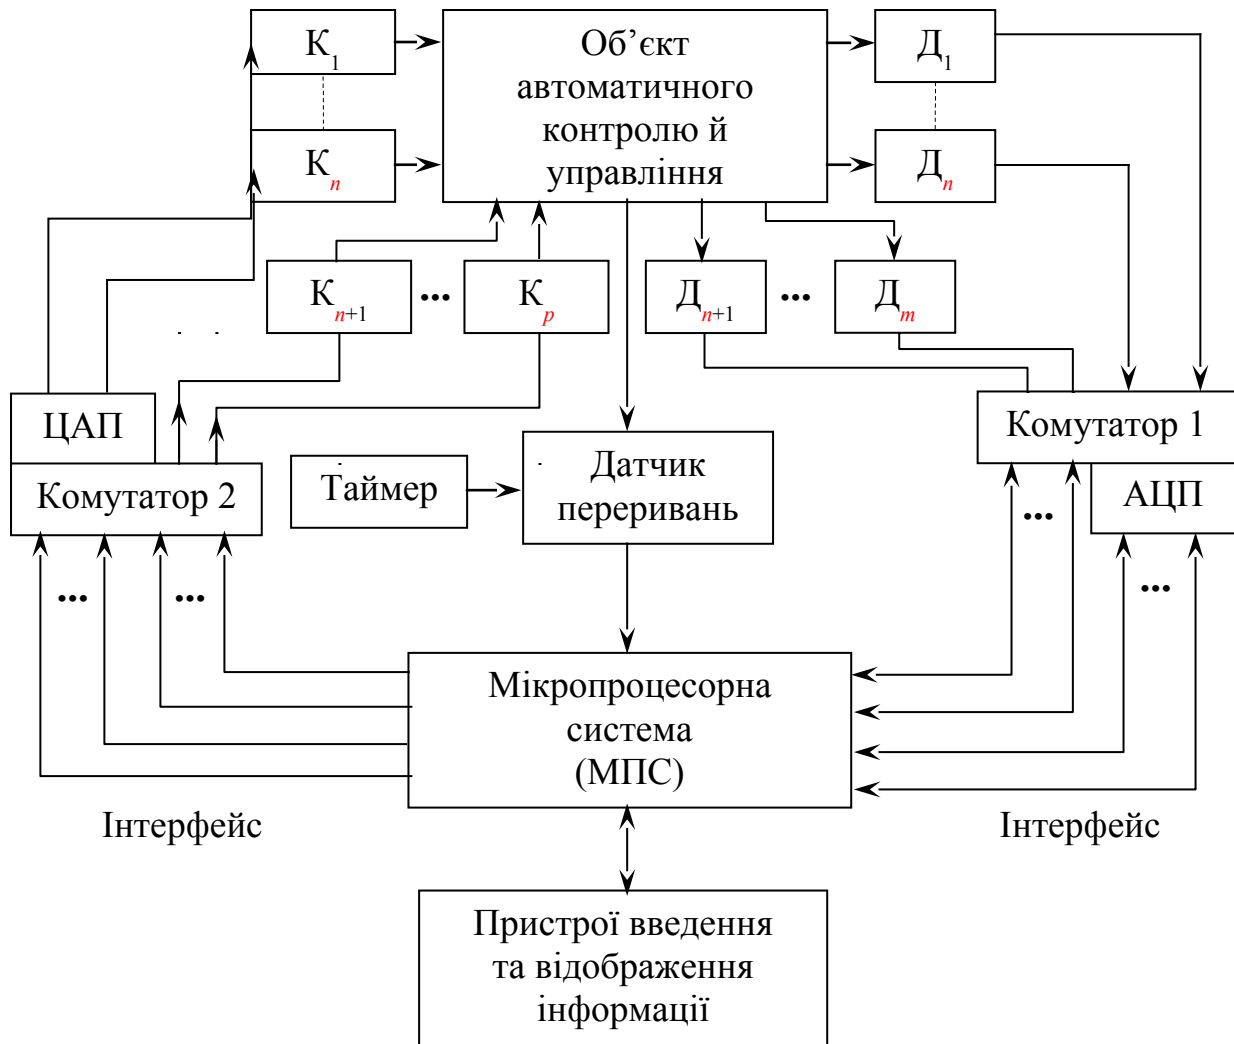 К1
Об’єкт
автоматичного
контролю й
управління
Д1
Кn
Дn
Кn+1
...
Кp
Дn+1
...
Дm
ЦАП
Комутатор 2
Таймер
Датчик
переривань
Комутатор 1
АЦП
...
...
...
...
Мікропроцесорна
система
(МПС)
Інтерфейс
Інтерфейс
Пристрої введення
та відображення
інформації